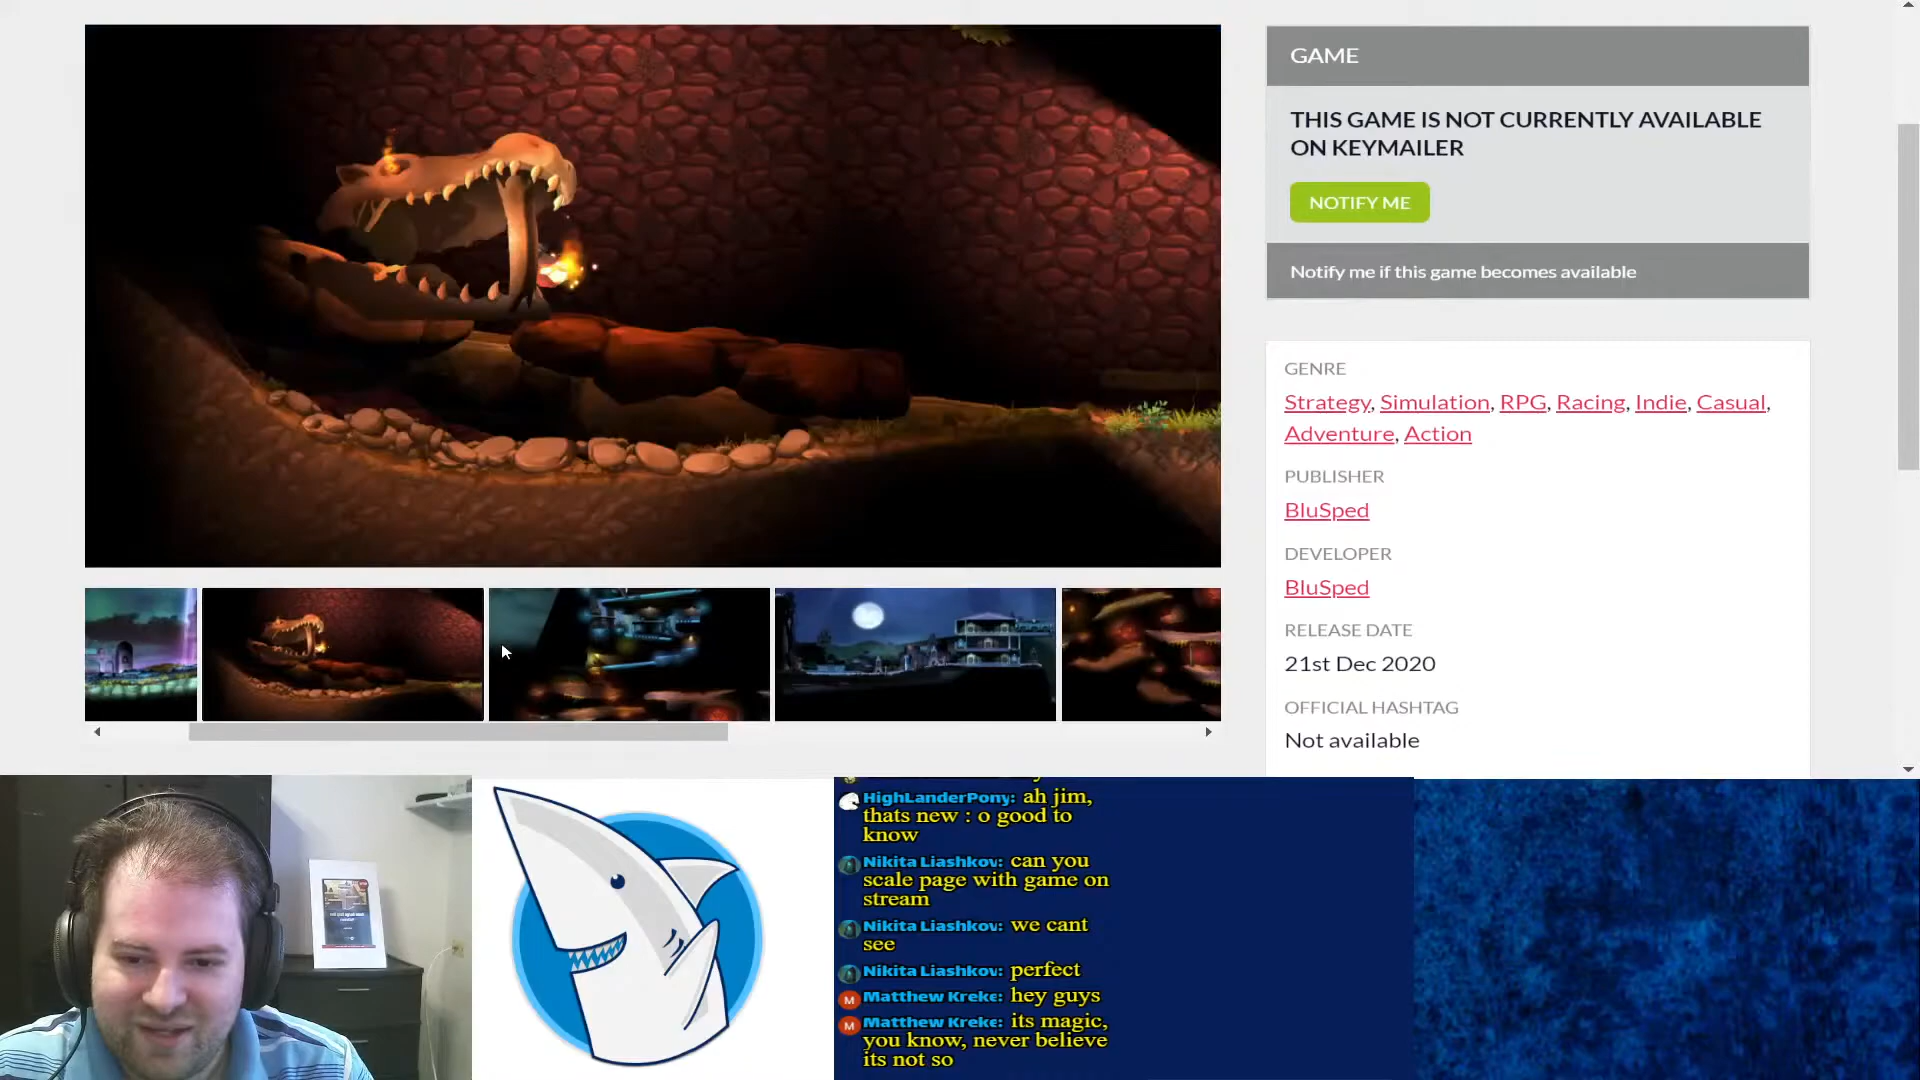 GAME
THIS GAME IS NOT CURRENTLY AVAILABLE
ON KEYMAILER
NOTIFY ME
Notify me if this game becomes available
GENRE
Strategy, Simulation, RPG, Racing, Indie, Casual,
Adventure, Action
PUBLISHER
BluSped
DEVELOPER
BluSped
RELEASE DATE
21st Dec 2020
OFFICIAL HASHTAG
Not available
HighLanderPony: ah jim,
thats new : o good to
know
Nikita Liashkov: can you
scale page with game on
stream
Nikita Liashkov: we cant
see
Nikita Liashkov: perfect
M Matthew Kreke: hey guys
M Matthew Kreke: its magic,
you know, never believe
its not so